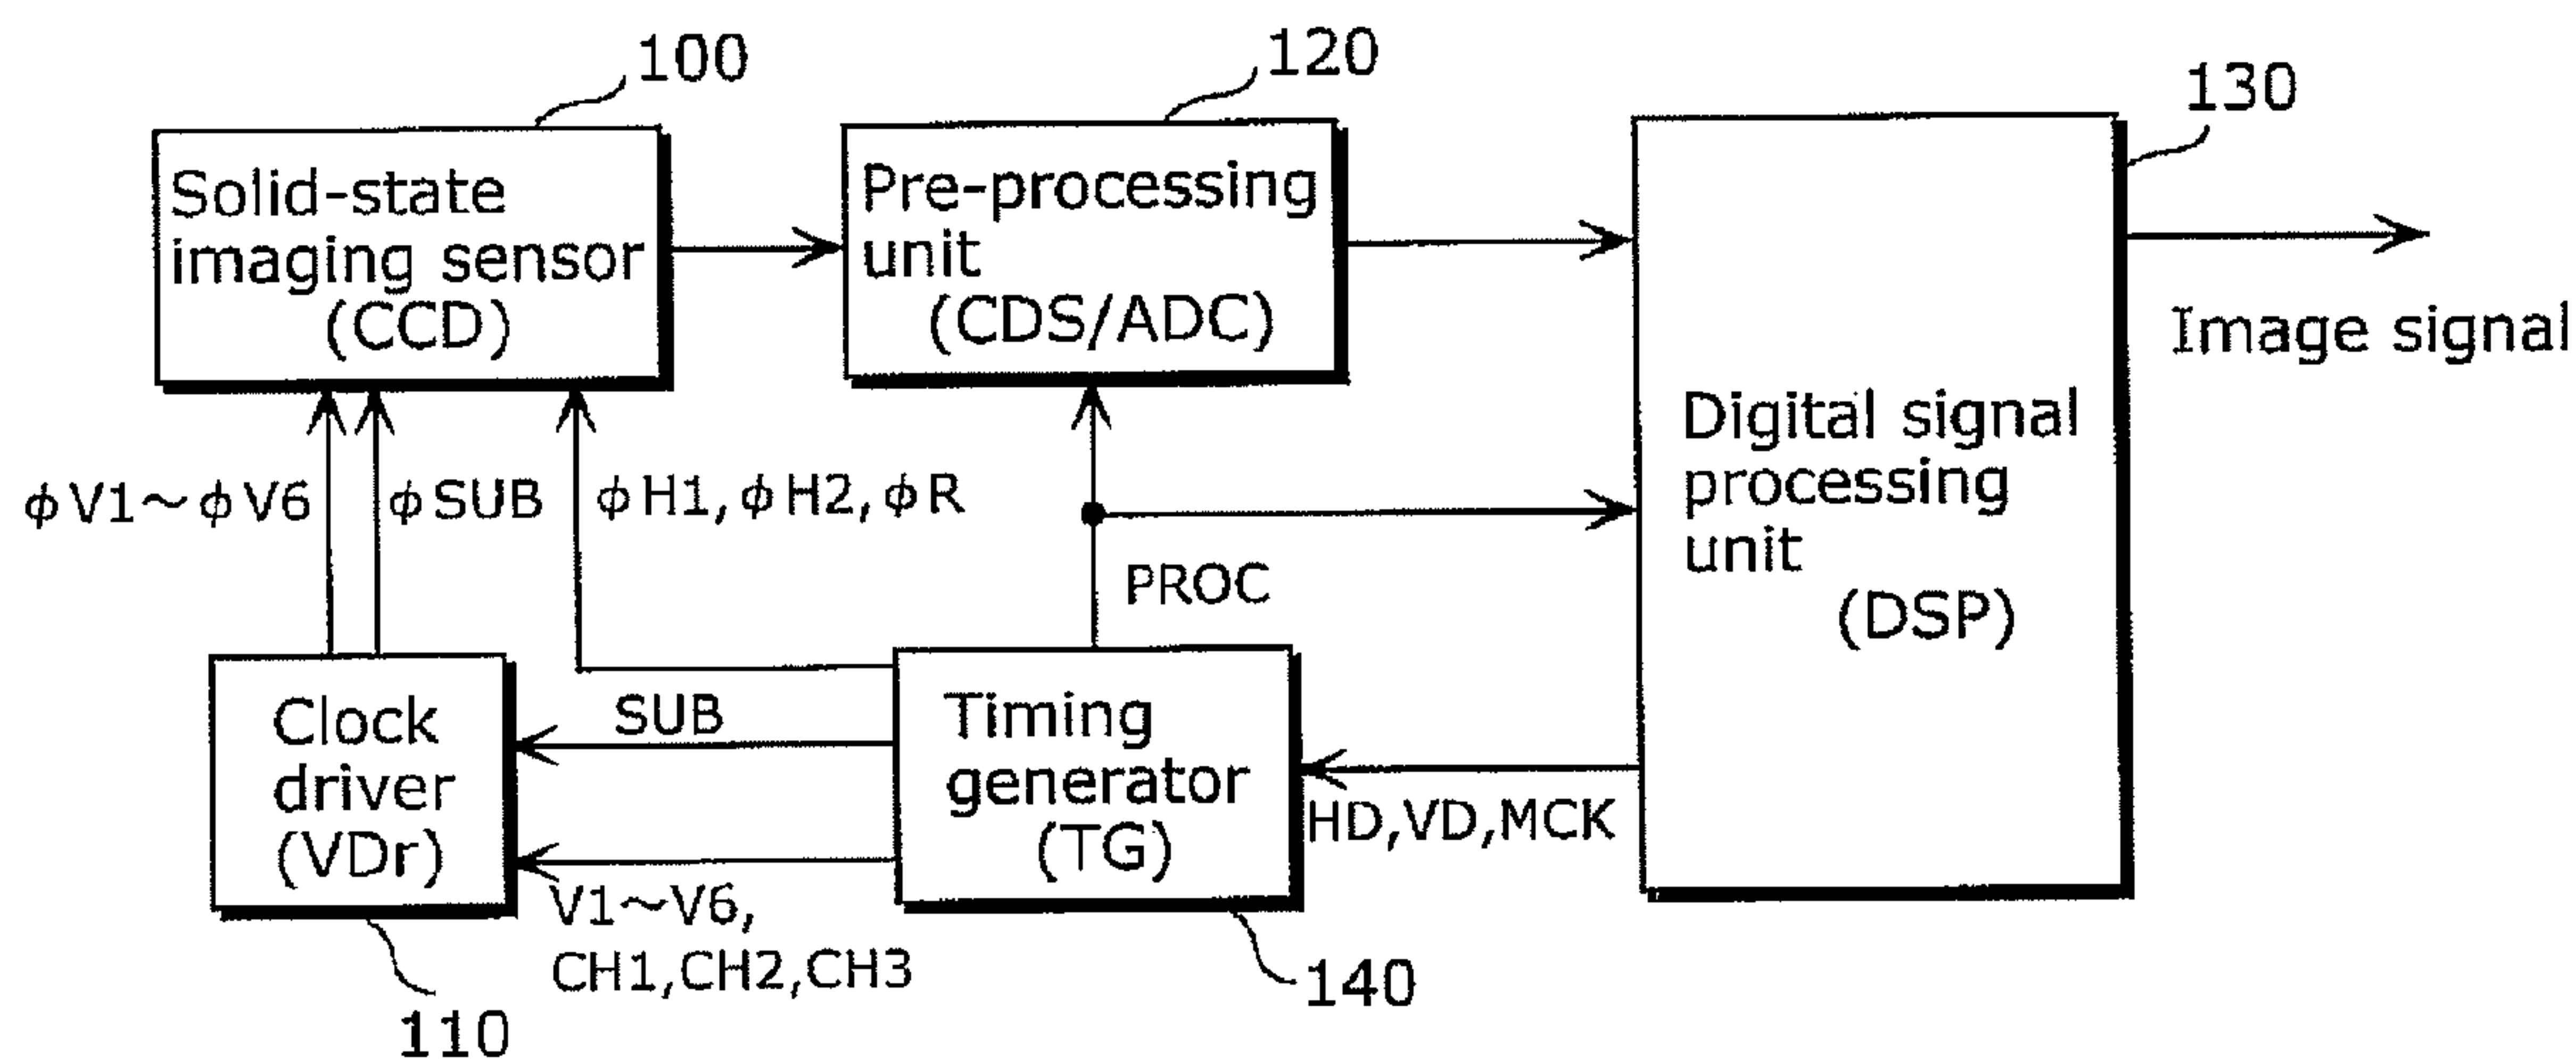 100
120
130
Solid-state
imaging sensor
(CCD)
Pre-processing
unit
(CDS/ADC)
Image signal
Digital signal
processing
unit
(DSP)
ϕV1~ϕV6
ϕSUB
ϕH1,ϕH2,ϕR
PROC
Clock
driver
(VDr)
SUB
Timing
generator
(TG)
HD,VD,MCK
V1~V6,
CH1,CH2,CH3
110
140